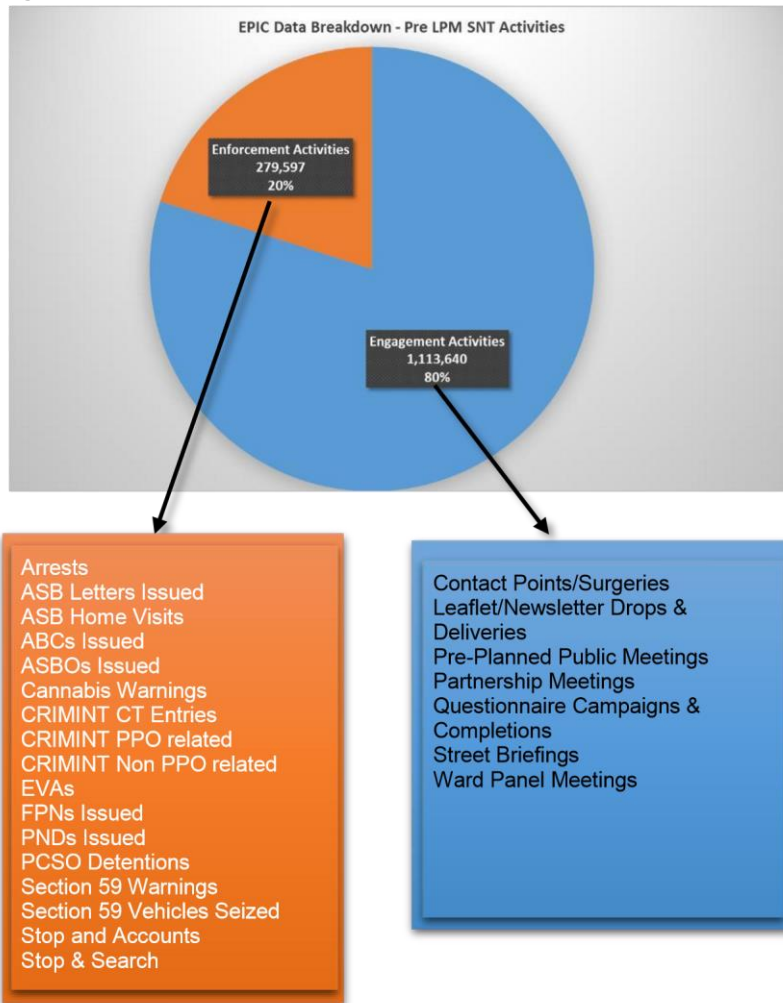 EPIC Data Breakdown - Pre LPM SNT Activities
Enforcement Activities
279,597
20%
Engagement Activities
1,113,640
80%
Arrests
ASB Letters Issued
ASB Home Visits
ABCs Issued
ASBOs Issued
Cannabis Warnings
CRIMINT CT Entries
CRIMINT PPO related
CRIMINT Non PPO related
EVAs
FPNs Issued
PNDs Issued
PCSO Detentions
Section 59 Warnings
Section 59 Vehicles Seized
Stop and Accounts
Stop & Search
Contact Points/Surgeries
Leaflet/Newsletter Drops &
Deliveries
Pre-Planned Public Meetings
Partnership Meetings
Questionnaire Campaigns &
Completions
Street Briefings
Ward Panel Meetings